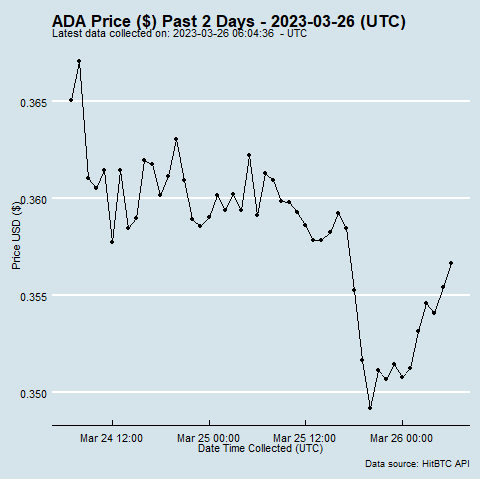 ADA Price ($) Past 2 Days - 2023-03-26 (UTC)
Latest data collected on: 2023-03-26 06:04:36 - UTC
0.365
0.360
Price USD ($)
0.355
0.350
Mar 24 12:00 Mar 25 00:00 Mar 25 12:00 Mar 26 00:00
Date Time Collected (UTC)
Data source: HitBTC API